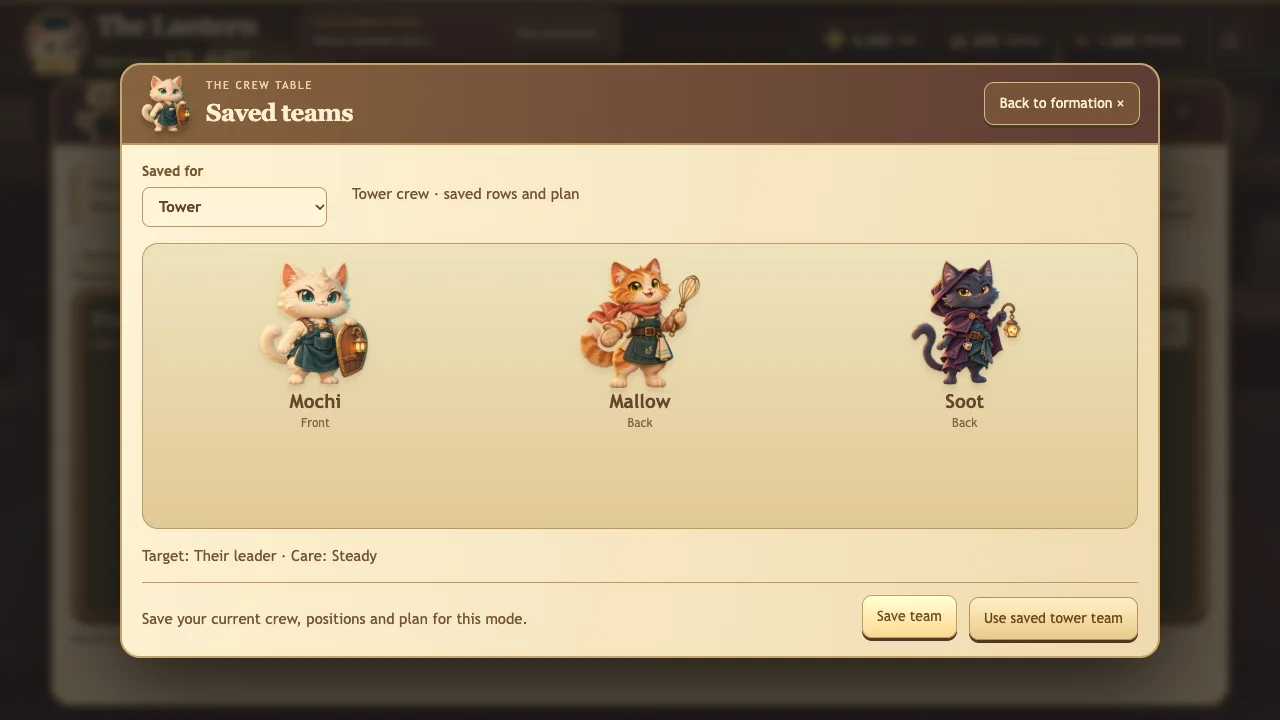 The Lantern
THE CREW TABLE
Saved teams
Back to formation ×
Saved for
Tower
Tower crew · saved rows and plan
Mochi
Front
Mallow
Back
Soot
Back
Target: Their leader · Care: Steady
Save your current crew, positions and plan for this mode.
Save team
Use saved tower team